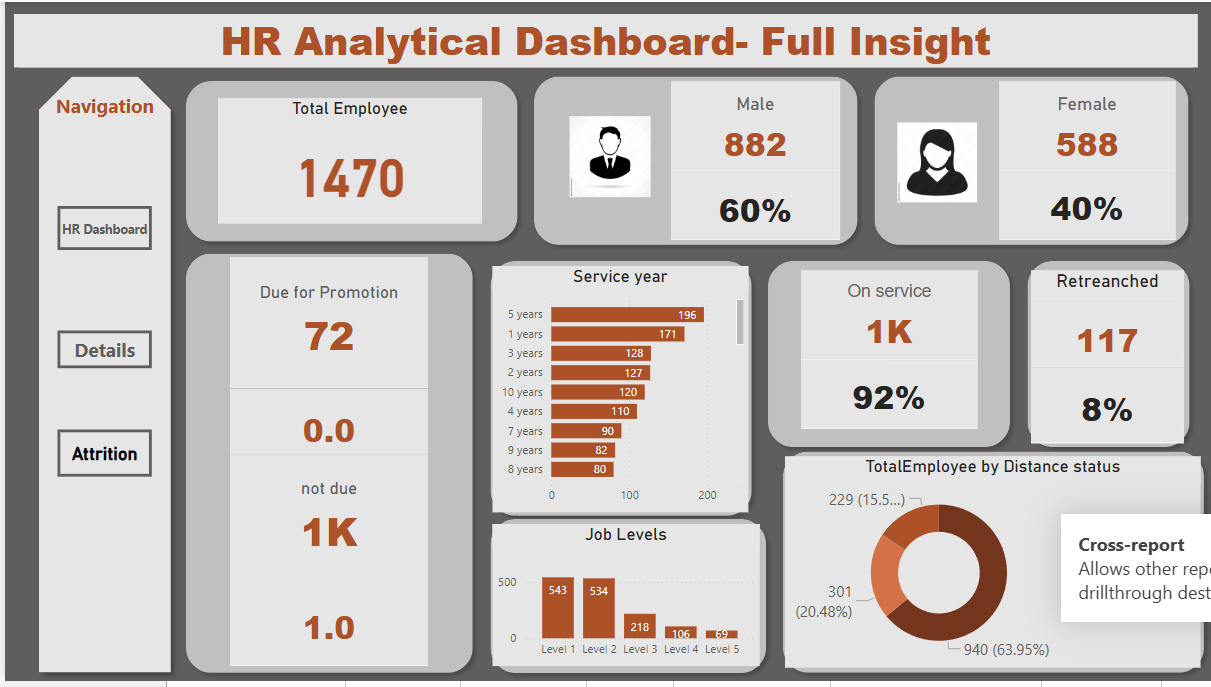 HR Analytical Dashboard- Full Insight
Navigation
HR Dashboard
Details
Attrition
Total Employee
1470
Male
882
60%
Female
588
40%
Due for Promotion
72
0.0
not due
1K
1.0
Service year
5 years 196
1 years 171
3 years 128
2 years 127
10 years 120
4 years 110
7 years 90
9 years 82
8 years 80
0 100 200
On service
1K
92%
Retreanched
117
8%
Job Levels
500
0
543 534 218 106 69
Level 1 Level 2 Level 3 Level 4 Level 5
TotalEmployee by Distance status
229 (15.5...)
301
(20.48%)
940 (63.95%)
Cross-report
Allows other repo
drillthrough dest